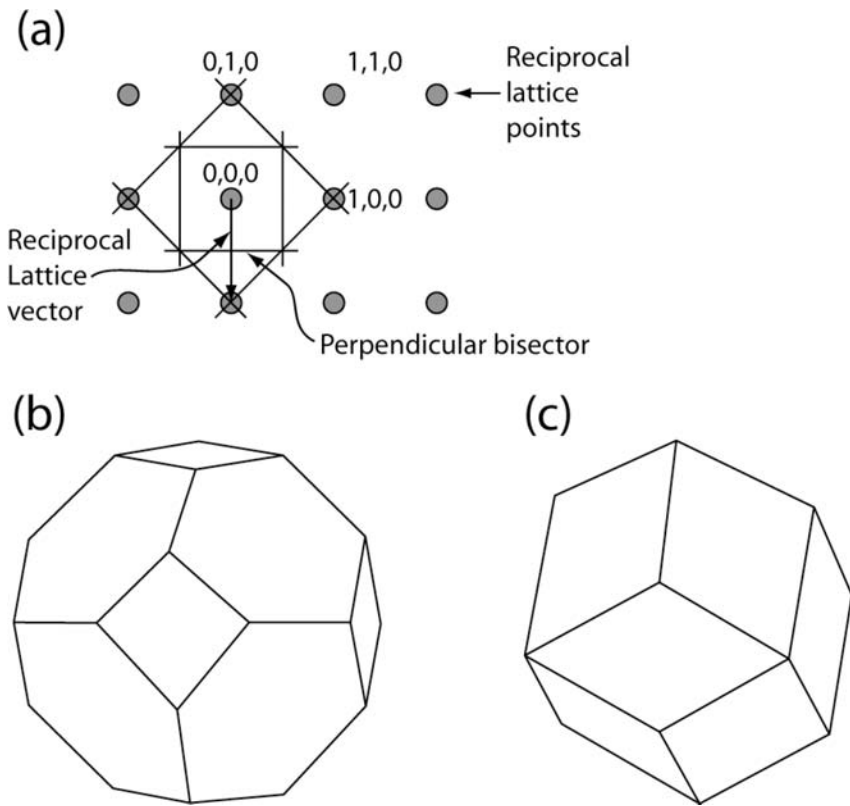 (a)
0,1,0
1,1,0
Reciprocal
lattice
points
0,0,0
1,0,0
Reciprocal
Lattice
vector
Perpendicular bisector
(b)
(c)